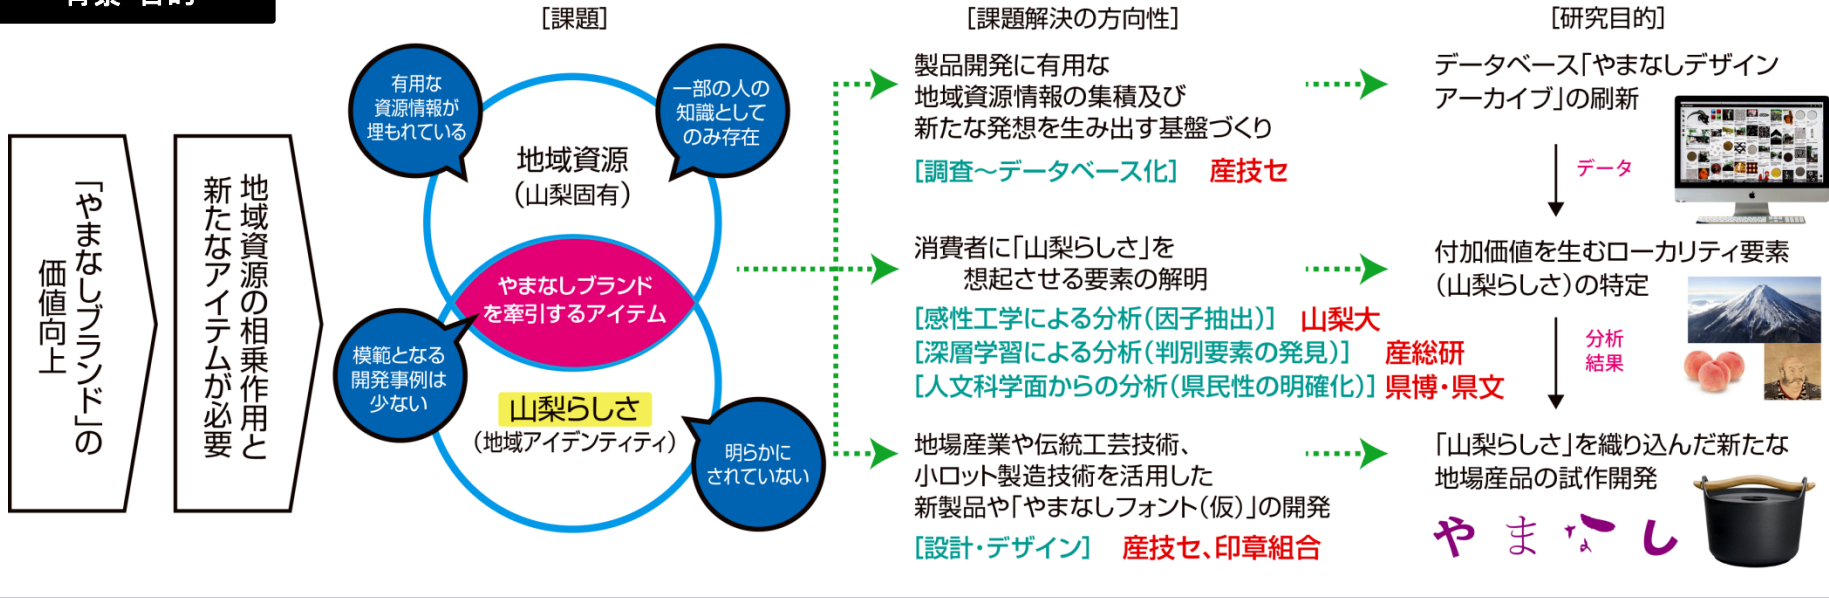 背景・目的
「やまなしブランド」の
価値向上
地域資源の相乗作用と
新たなアイテムが必要
［課題］
有用な
資源情報が
埋もれている
一部の人の
知識として
のみ存在
地域資源
（山梨固有）
やまなしブランド
を牽引するアイテム
模範となる
開発事例は
少ない
山梨らしさ
（地域アイデンティティ）
明らかに
されていない
［課題解決の方向性］
製品開発に有用な
地域資源情報の集積及び
新たな発想を生み出す基盤づくり
［調査～データベース化］ 産技セ
消費者に「山梨らしさ」を
想起させる要素の解明
［感性工学による分析（因子抽出）］ 山梨大
［深層学習による分析（判別要素の発見）］ 産総研
［人文科学面からの分析（県民性の明確化）］ 県博・県文
地場産業や伝統工芸技術、
小ロット製造技術を活用した
新製品や「やまなしフォント（仮）」の開発
［設計・デザイン］ 産技セ、印章組合
［研究目的］
データベース「やまなしデザイン
アーカイブ」の刷新
データ
付加価値を生むローカリティ要素
（山梨らしさ）の特定
分析
結果
「山梨らしさ」を織り込んだ新たな
地場産品の試作開発
やまなし